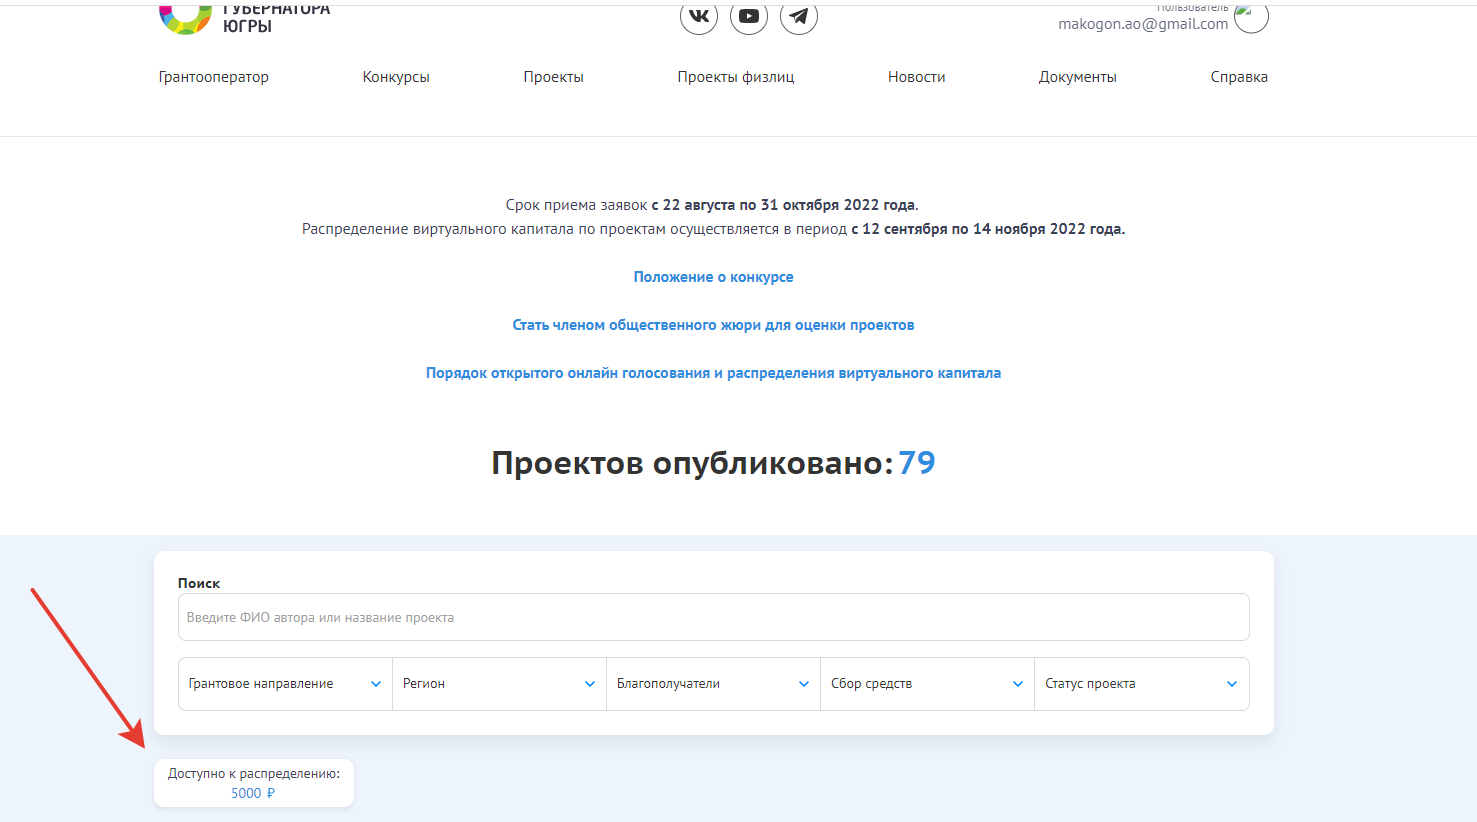 ГУБЕРНАТОРА
ЮГРЫ
Пользователь
makogon.ao@gmail.com
Грантооператор Конкурсы Проекты Проекты физлиц Новости Документы Справка
Срок приема заявок с 22 августа по 31 октября 2022 года.
Распределение виртуального капитала по проектам осуществляется в период с 12 сентября по 14 ноября 2022 года.
Положение о конкурсе
Стать членом общественного жюри для оценки проектов
Порядок открытого онлайн голосования и распределения виртуального капитала
Проектов опубликовано: 79
Поиск
Введите ФИО автора или название проекта
Грантовое направление Регион Благополучатели Сбор средств Статус проекта
Доступно к распределению:
5000 ₽